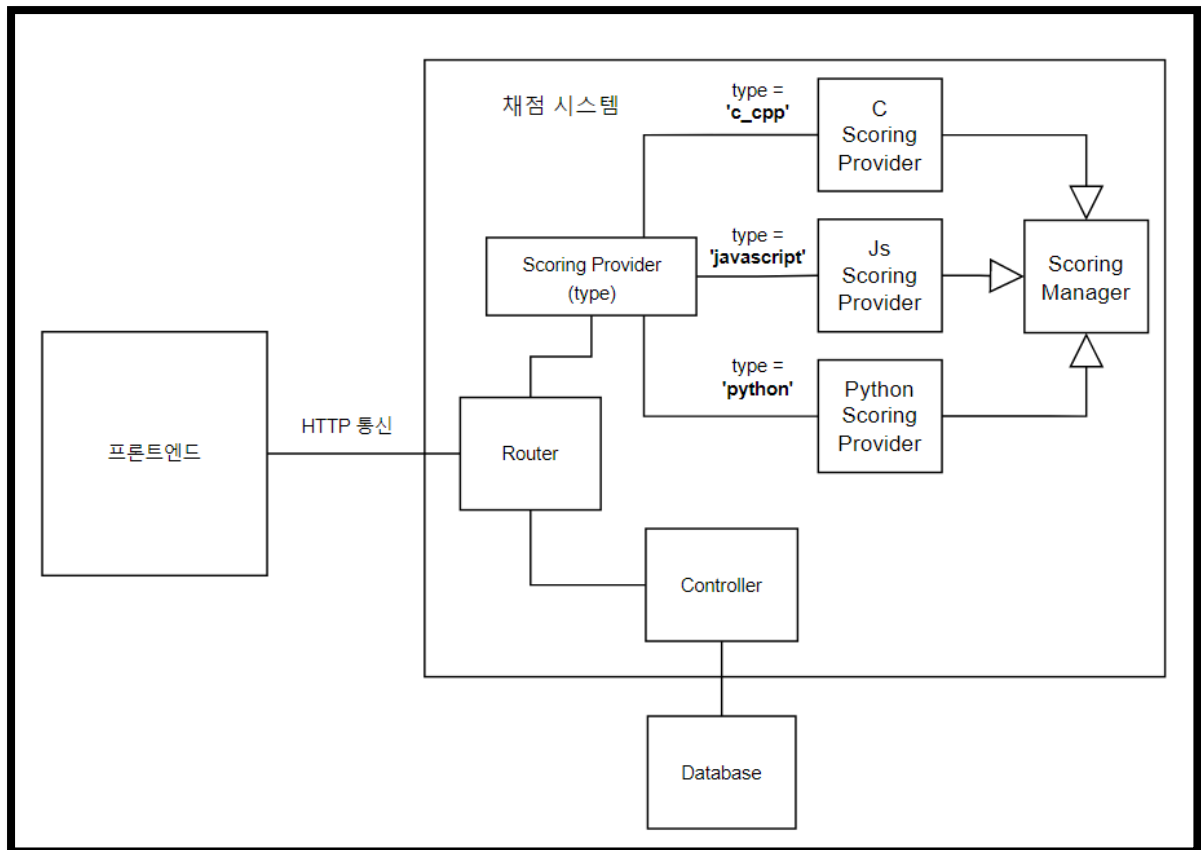 채점 시스템
type =
'c_cpp'
C
Scoring
Provider
type =
'javascript'
Js
Scoring
Provider
Scoring Provider
(type)
Scoring
Manager
type =
'python'
Python
Scoring
Provider
프론트엔드
HTTP 통신
Router
Controller
Database